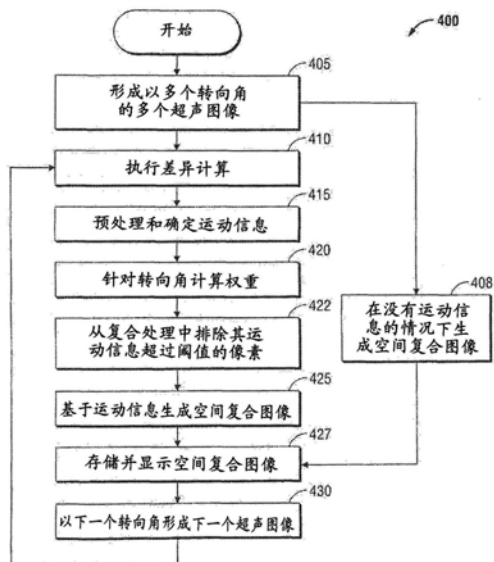 开始
400
405
形成以多个转向角
的多个超声图像
410
执行差异计算
415
预处理和确定运动信息
420
针对转向角计算权重
408
在没有运动信
息的情况下生
成空间复合图像
422
从复合处理中排除其运
动信息超过阈值的像素
425
基于运动信息生成空间复合图像
427
存储并显示空间复合图像
430
以下一个转向角形成下一个超声图像